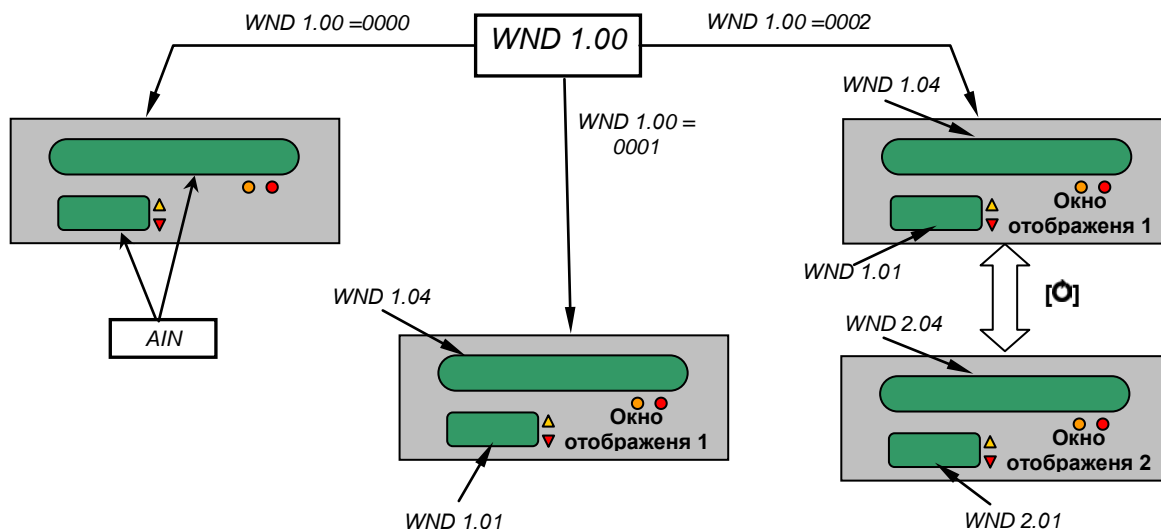 WND 1.00 =0000
WND 1.00
WND 1.00 =0002
WND 1.04
WND 1.00 =
0001
Окно
отображеня 1
WND 1.01
AIN
WND 1.04
Окно
отображеня 1
WND 1.01
[⏻]
WND 2.04
Окно
отображеня 2
WND 2.01